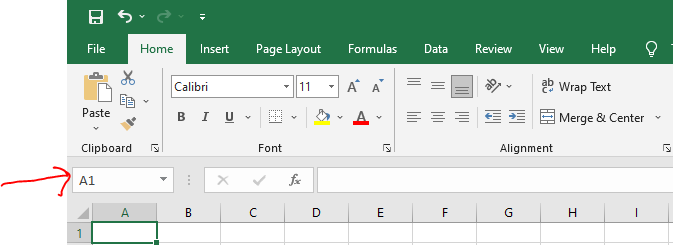 File Home Insert Page Layout Formulas Data Review View Help
Calibri 11 A A ab Wrap Text
Paste B I U A Merge & Center
Clipboard Font Alignment
A1 fx
A B C D E F G H I
1